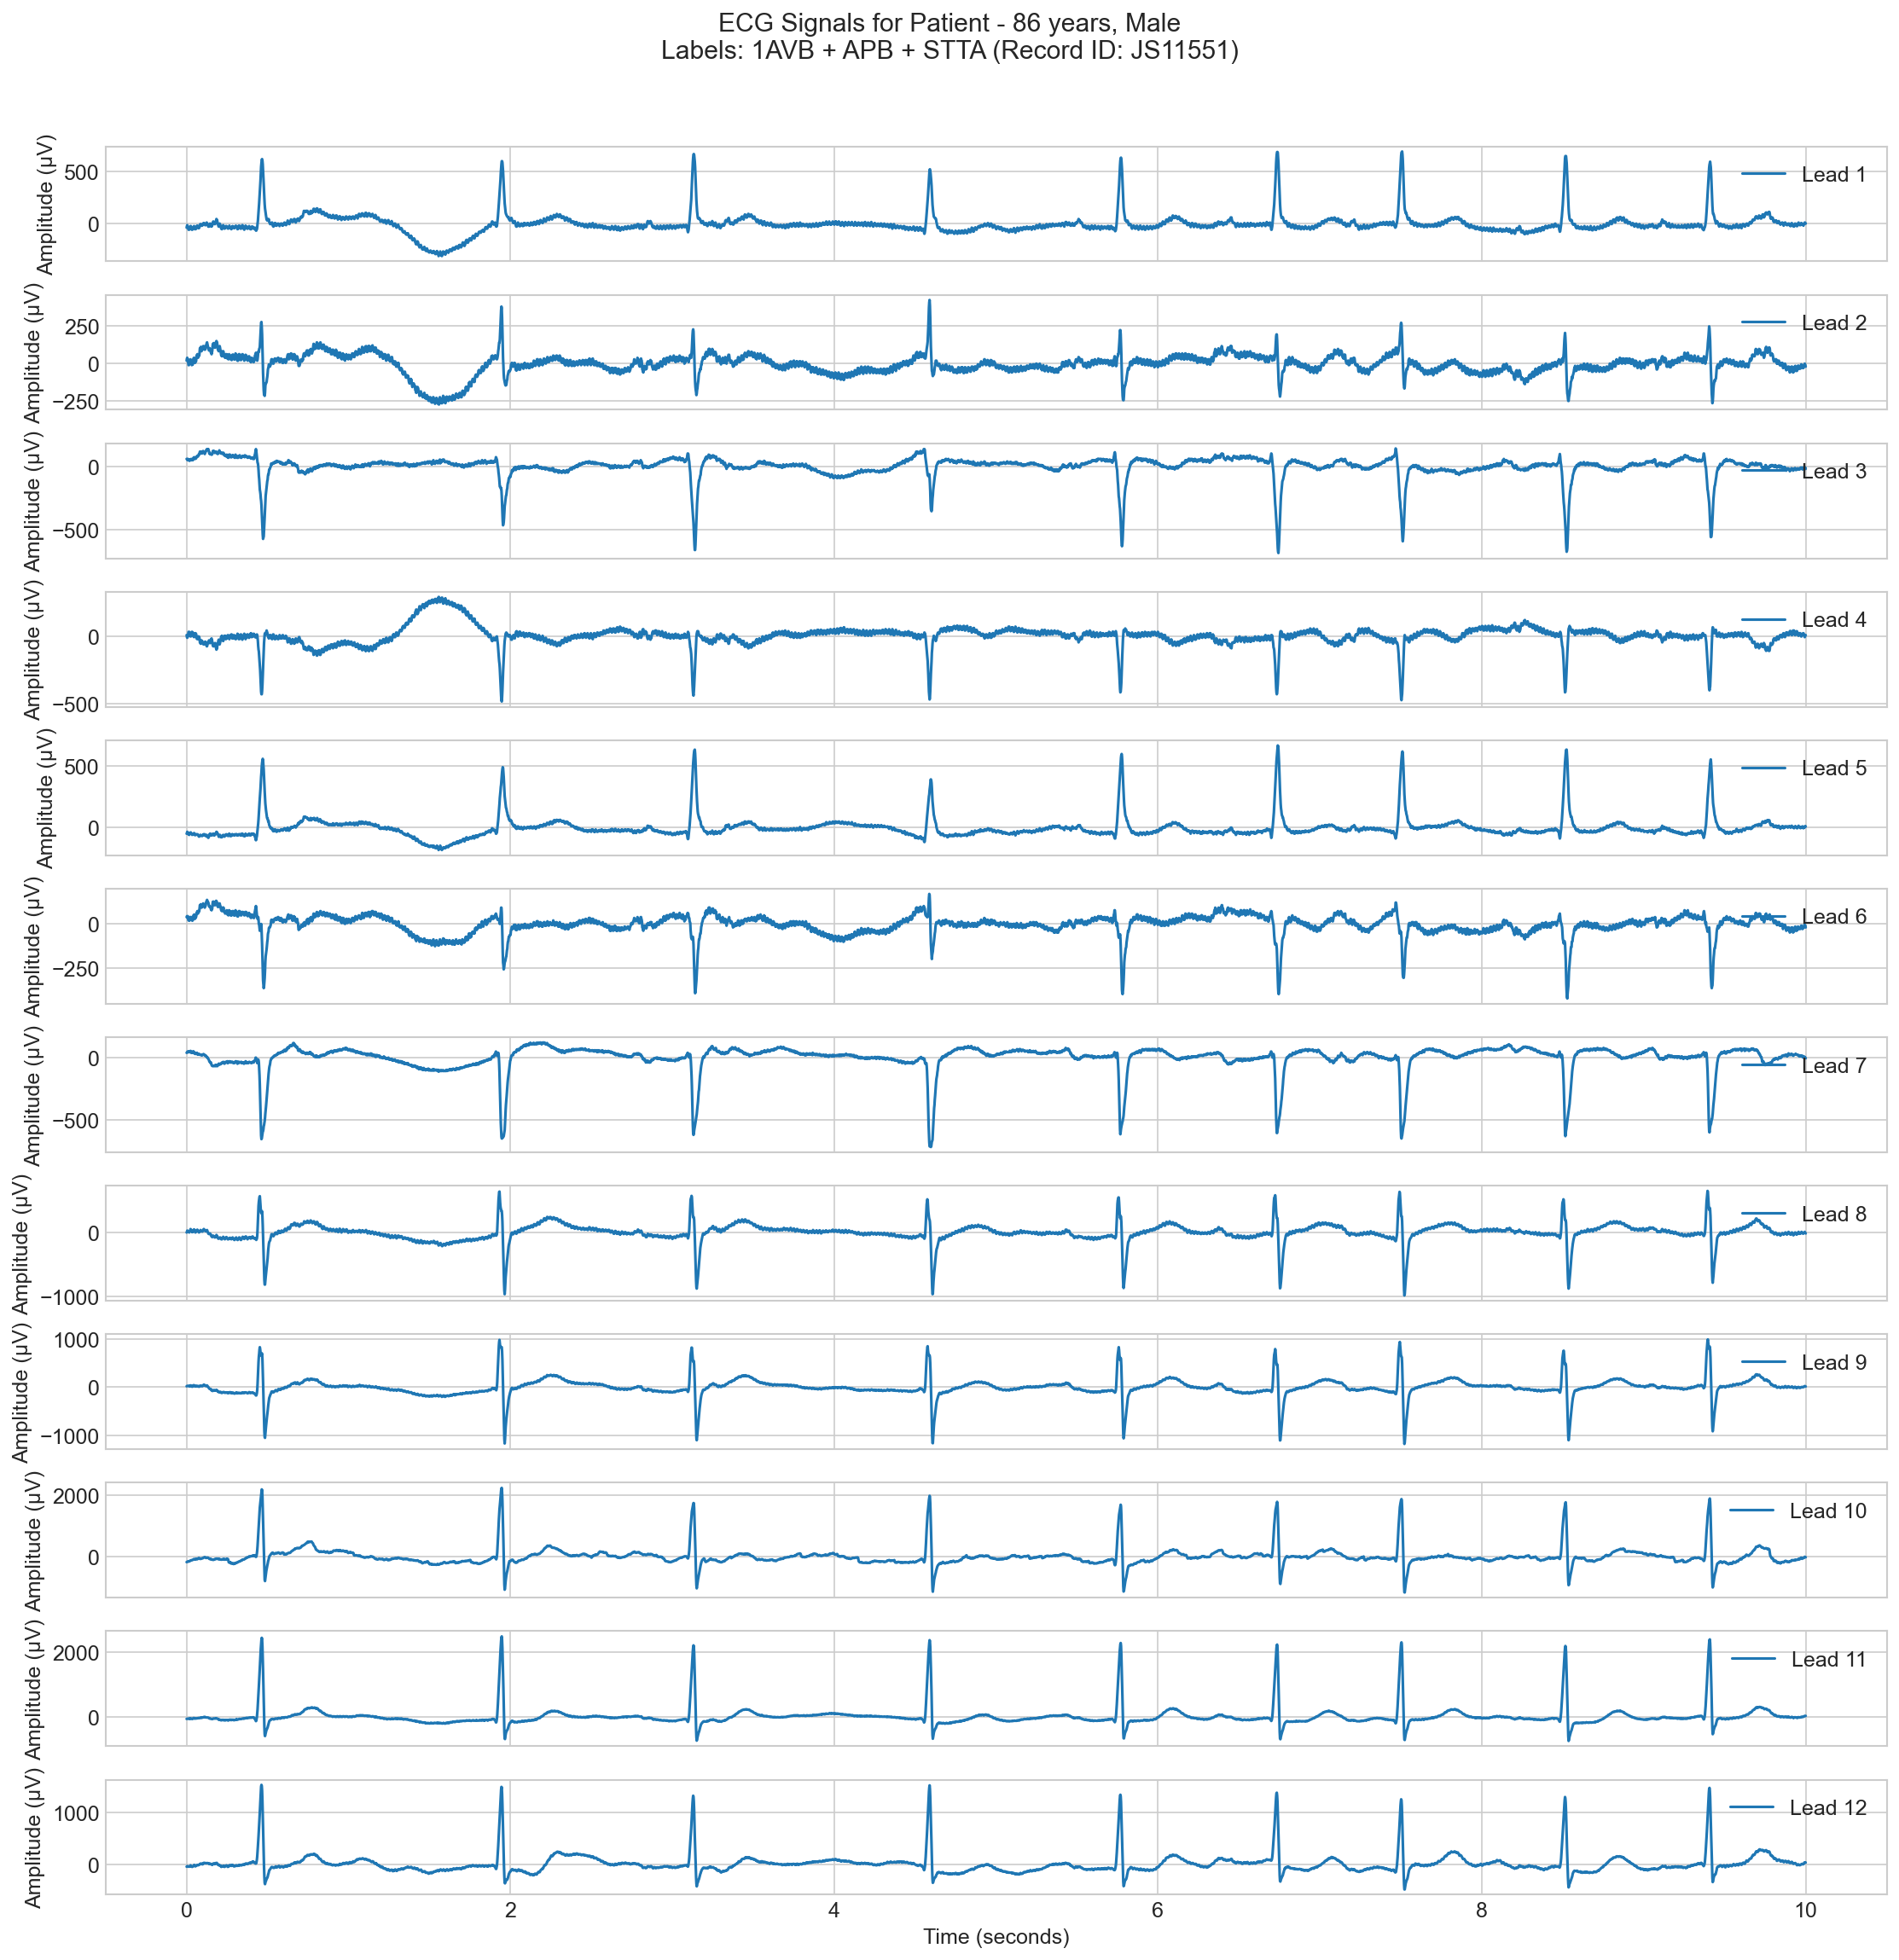 ECG Signals for Patient - 86 years, Male
Labels: 1AVB + APB + STTA (Record ID: JS11551)
Amplitude (µV)
500
0
Lead 1
Amplitude (µV)
250
0
−250
Lead 2
Amplitude (µV)
0
−500
Lead 3
Amplitude (µV)
0
−500
Lead 4
Amplitude (µV)
500
0
Lead 5
Amplitude (µV)
0
−250
Lead 6
Amplitude (µV)
0
−500
Lead 7
Amplitude (µV)
0
−1000
Lead 8
Amplitude (µV)
1000
0
−1000
Lead 9
Amplitude (µV)
2000
0
Lead 10
Amplitude (µV)
2000
0
Lead 11
Amplitude (µV)
1000
0
Lead 12
0 2 4 6 8 10
Time (seconds)